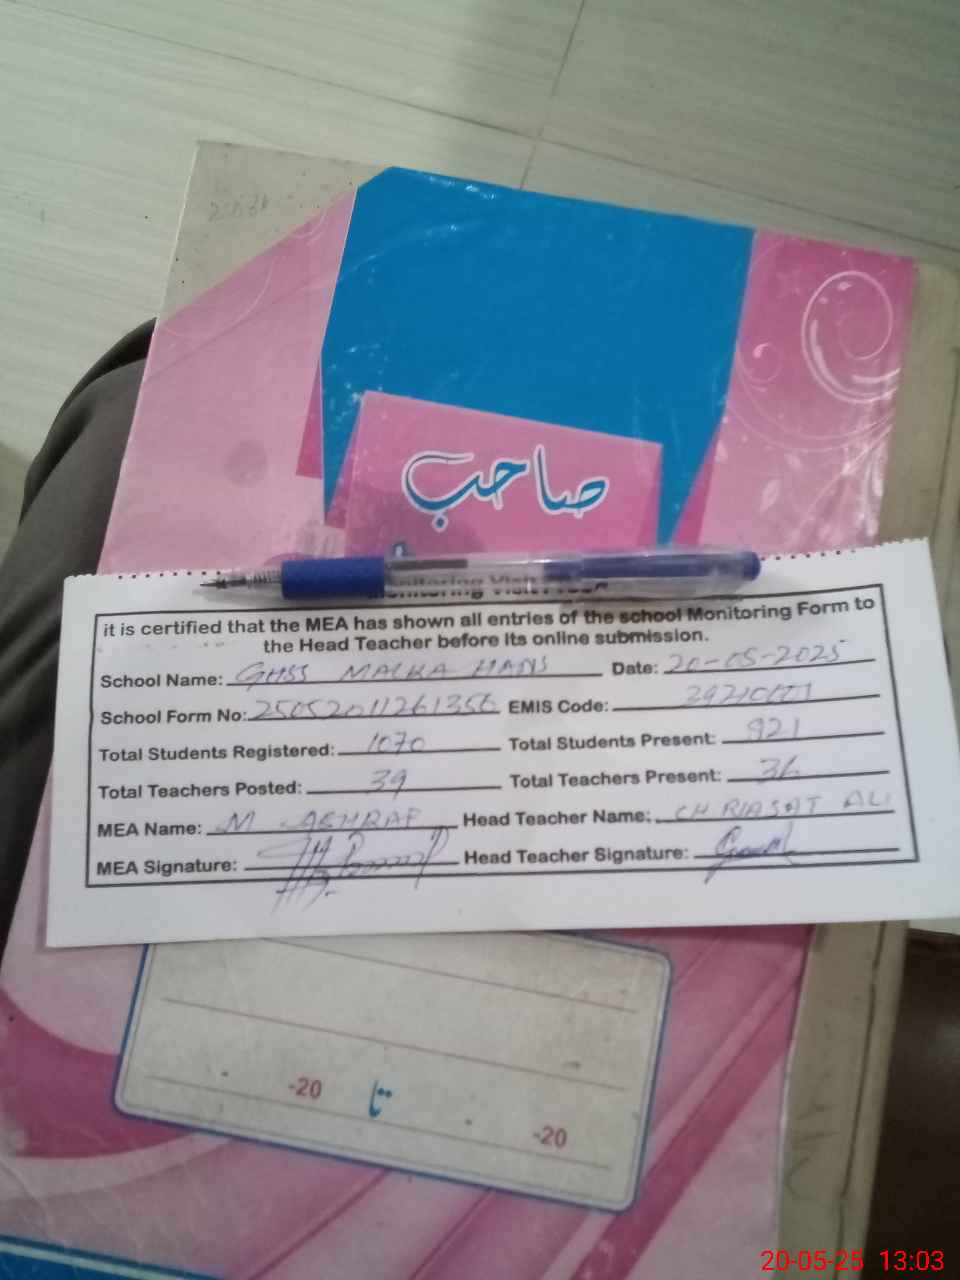 صاحب
Monitoring Visit
it is certified that the MEA has shown all entries of the school Monitoring Form to
the Head Teacher before its online submission.
School Name: GHSS MALKA HANS Date: 20-05-2025
School Form No: 25052011261356 EMIS Code:
Total Students Registered: 1070 Total Students Present: 921
Total Teachers Posted: 39 Total Teachers Present:
MEA Name: M. ASHRAF Head Teacher Name: CH RIASAT ALI
MEA Signature: Head Teacher Signature:
-20 تا -20
20-05-25 13:03